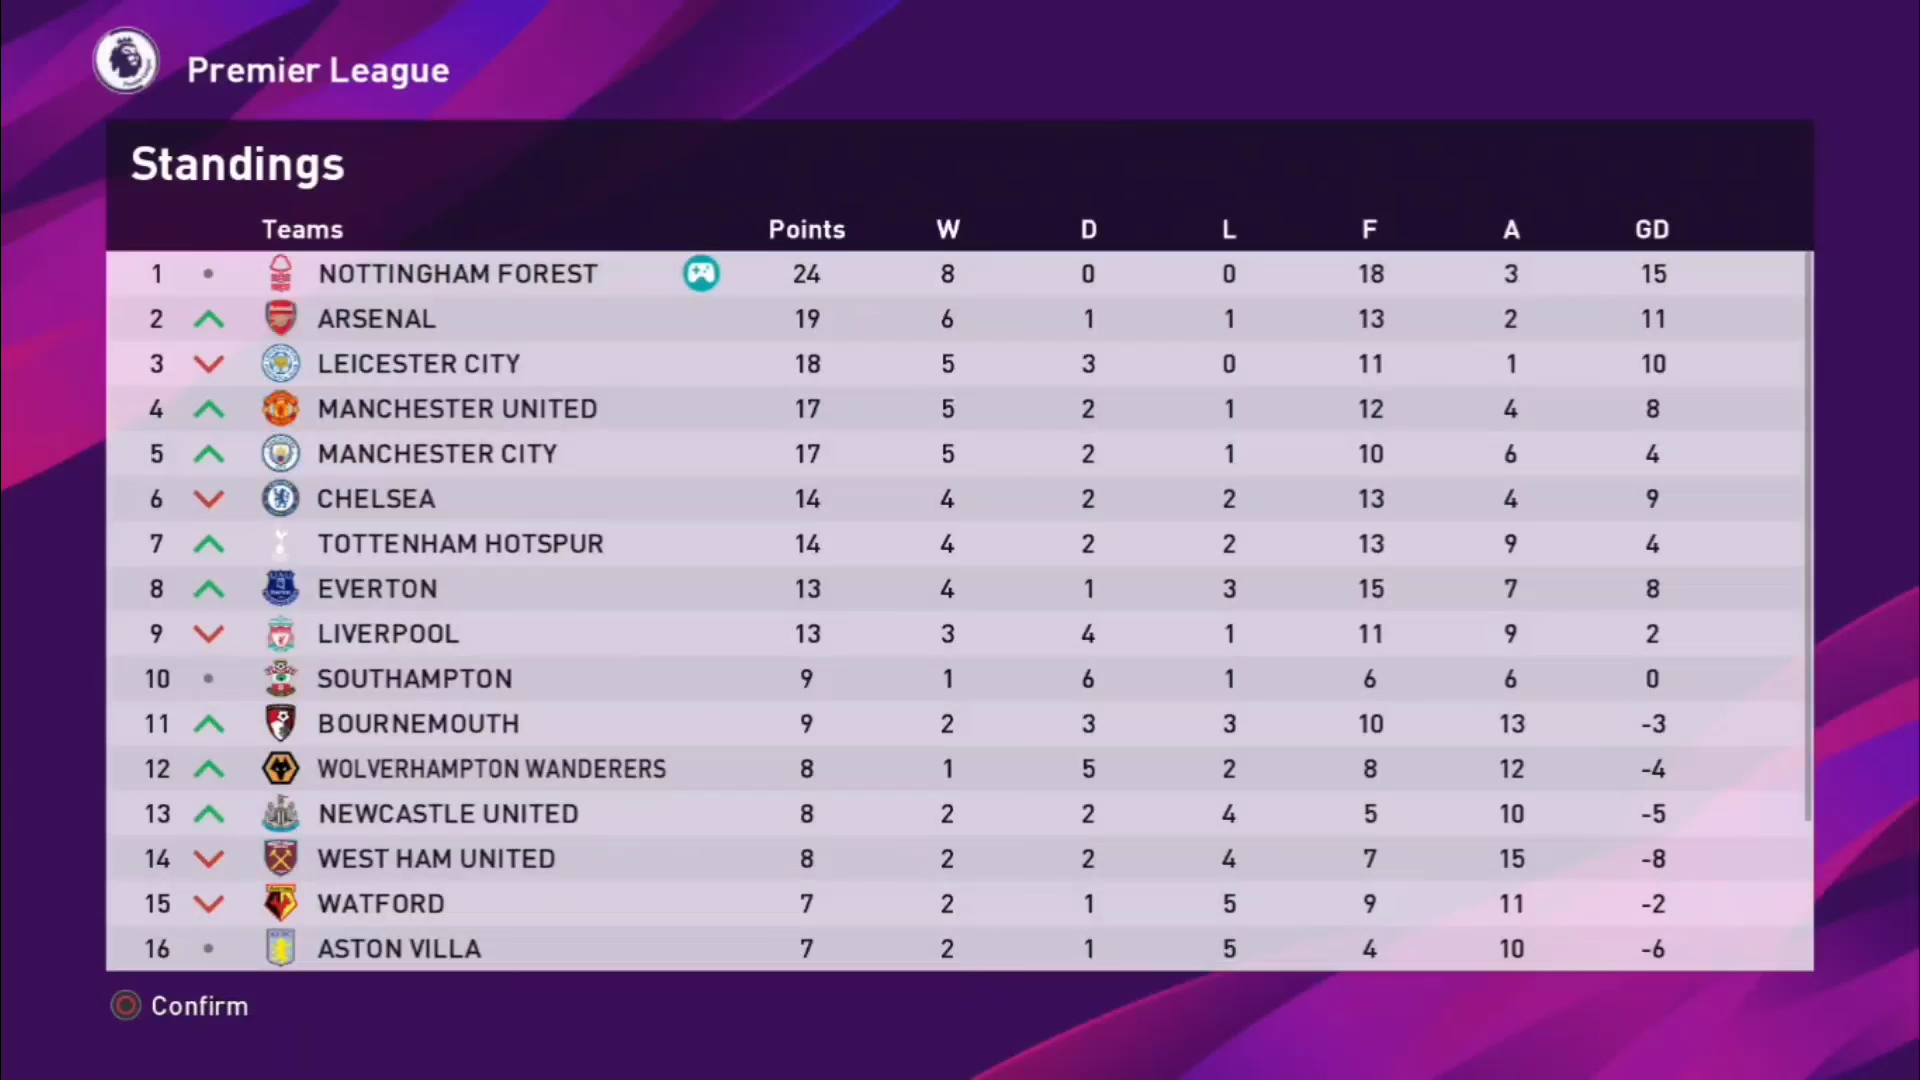 Premier League
Standings
Teams Points W D L F A GD
1 NOTTINGHAM FOREST 24 8 0 0 18 3 15
2 ARSENAL 19 6 1 1 13 2 11
3 LEICESTER CITY 18 5 3 0 11 1 10
4 MANCHESTER UNITED 17 5 2 1 12 4 8
5 MANCHESTER CITY 17 5 2 1 10 6 4
6 CHELSEA 14 4 2 2 13 4 9
7 TOTTENHAM HOTSPUR 14 4 2 2 13 9 4
8 EVERTON 13 4 1 3 15 7 8
9 LIVERPOOL 13 3 4 1 11 9 2
10 SOUTHAMPTON 9 1 6 1 6 6 0
11 BOURNEMOUTH 9 2 3 3 10 13 -3
12 WOLVERHAMPTON WANDERERS 8 1 5 2 8 12 -4
13 NEWCASTLE UNITED 8 2 2 4 5 10 -5
14 WEST HAM UNITED 8 2 2 4 7 15 -8
15 WATFORD 7 2 1 5 9 11 -2
16 ASTON VILLA 7 2 1 5 4 10 -6
Confirm